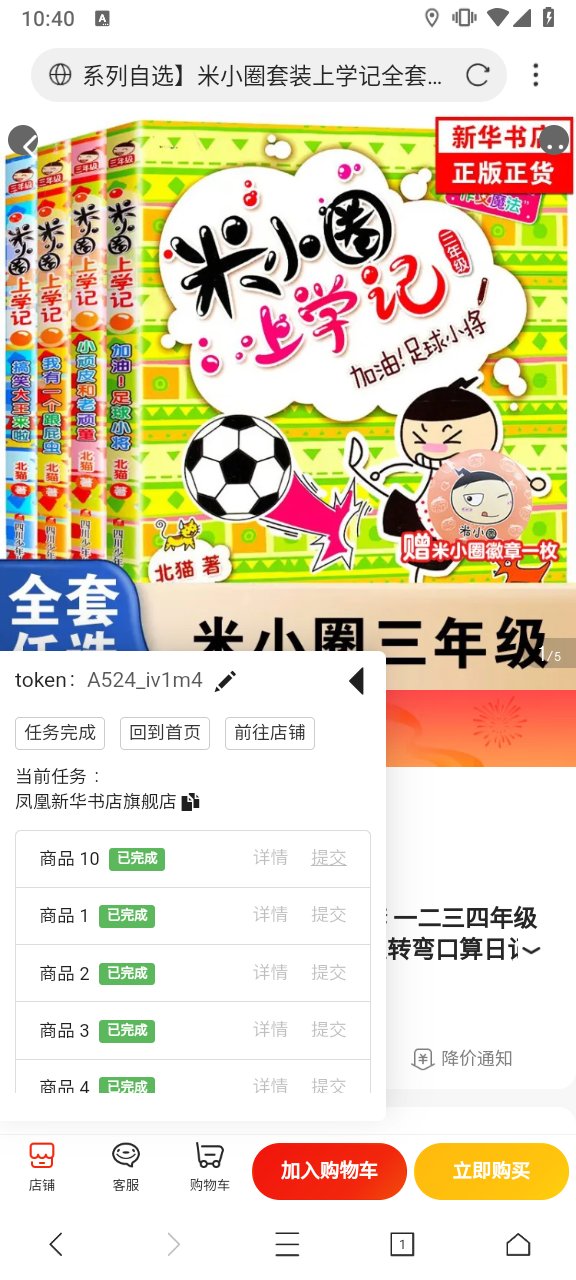 10:40
A
系列自选】米小圈套装上学记全套...
新华书店
正版正货
作文魔法"
三年级
三年级
三年级
三年级
米小圈
上学记
三年级
加油!足球小将
米小圈上学记
搞笑大王来啦
北猫 著
米小圈上学记
我有一个跟屁虫
北猫 著
米小圈上学记
小顽皮和老顽童
北猫 著
米小圈上学记
加油!足球小将
北猫 著
四川少年
北猫 著
米小圈
赠米小圈徽章一枚
全套
任选
米小圈三年级
1/5
token: A524_iv1m4
任务完成
回到首页
前往店铺
当前任务:
凤凰新华书店旗舰店
商品 10 已完成 详情 提交
商品 1 已完成 详情 提交
商品 2 已完成 详情 提交
商品 3 已完成 详情 提交
商品 4 已完成 详情 提交
一二三四年级
转弯口算日记
降价通知
店铺
客服
购物车
加入购物车
立即购买
1